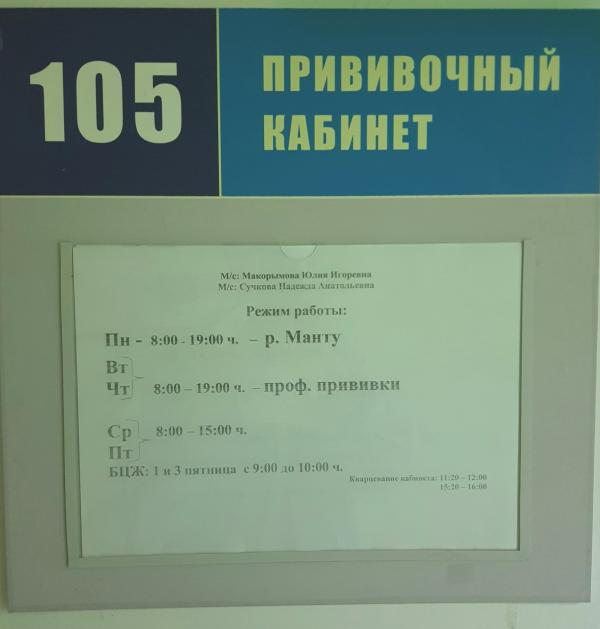 105
ПРИВИВОЧНЫЙ
КАБИНЕТ
М/с: Макорымова Юлия Игоревна
М/с: Сучкова Надежда Анатольевна
Режим работы:
Пн - 8:00 - 19:00 ч. – р. Манту
Вт
Чт 8:00 – 19:00 ч. – проф. прививки
Ср 8:00 – 15:00 ч.
Пт
БЦЖ: 1 и 3 пятница с 9:00 до 10:00 ч.
Кварцевание кабинета: 11:20 – 12:00
15:20 – 16:00